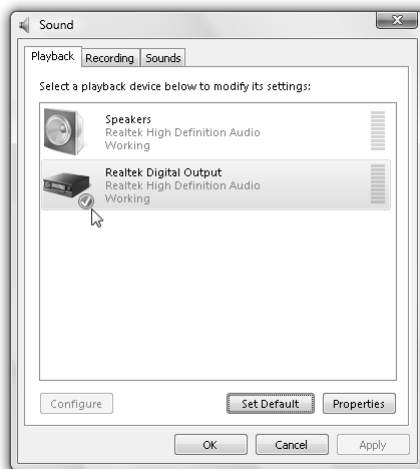 Sound
Playback Recording Sounds
Select a playback device below to modify its settings:
Speakers
Realtek High Definition Audio
Working
Realtek Digital Output
Realtek High Definition Audio
Working
Configure Set Default Properties
OK Cancel Apply